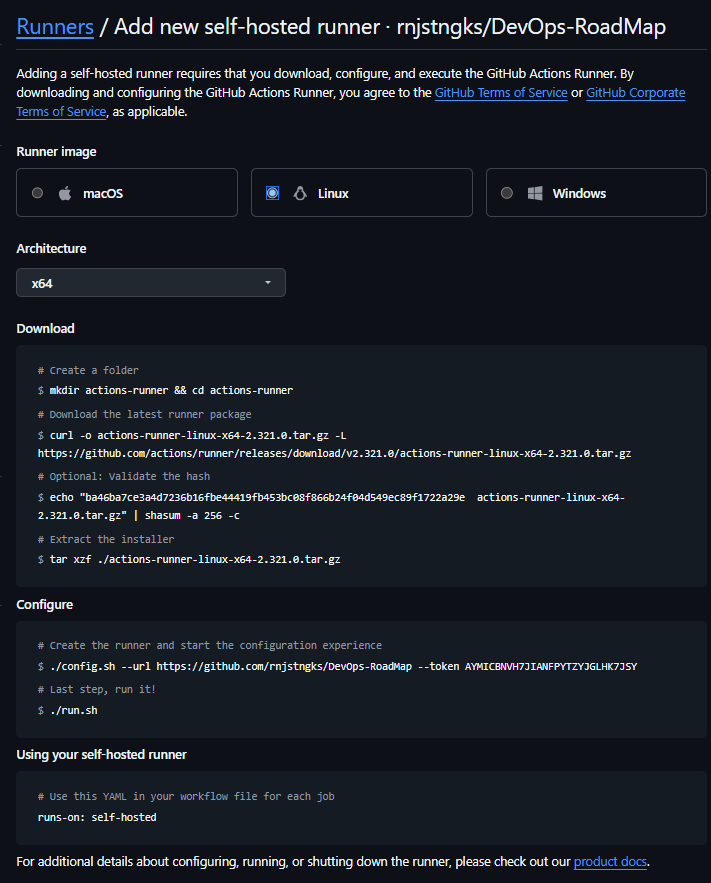 Runners / Add new self-hosted runner · rnjstngks/DevOps-RoadMap
Adding a self-hosted runner requires that you download, configure, and execute the GitHub Actions Runner. By
downloading and configuring the GitHub Actions Runner, you agree to the GitHub Terms of Service or GitHub Corporate
Terms of Service, as applicable.
Runner image
macOS
Linux
Windows
Architecture
x64
Download
# Create a folder
$ mkdir actions-runner && cd actions-runner
# Download the latest runner package
$ curl -o actions-runner-linux-x64-2.321.0.tar.gz -L
https://github.com/actions/runner/releases/download/v2.321.0/actions-runner-linux-x64-2.321.0.tar.gz
# Optional: Validate the hash
$ echo "ba46ba7ce3a4d7236b16fbe44419fb453bc08f866b24f04d549ec89f1722a29e  actions-runner-linux-x64-
2.321.0.tar.gz" | shasum -a 256 -c
# Extract the installer
$ tar xzf ./actions-runner-linux-x64-2.321.0.tar.gz
Configure
# Create the runner and start the configuration experience
$ ./config.sh --url https://github.com/rnjstngks/DevOps-RoadMap --token AYMICBNVH7JIANFPYTZYJGLHK7JSY
# Last step, run it!
$ ./run.sh
Using your self-hosted runner
# Use this YAML in your workflow file for each job
runs-on: self-hosted
For additional details about configuring, running, or shutting down the runner, please check out our product docs.